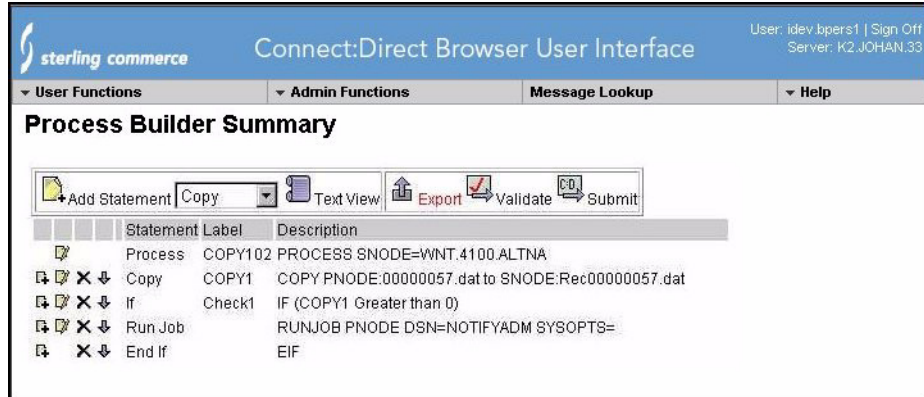 User: idev.bpers1 | Sign Off
sterling commerce
Connect:Direct Browser User Interface
Server: K2.JOHAN.33
User Functions
Admin Functions
Message Lookup
Help
Process Builder Summary
Add Statement Copy Text View Export Validate C:D Submit
Statement Label Description
Process COPY102 PROCESS SNODE=WNT.4100.ALTNA
Copy COPY1 COPY PNODE:00000057.dat to SNODE:Rec00000057.dat
If Check1 IF (COPY1 Greater than 0)
Run Job RUNJOB PNODE DSN=NOTIFYADM SYSOPTS=
End If EIF